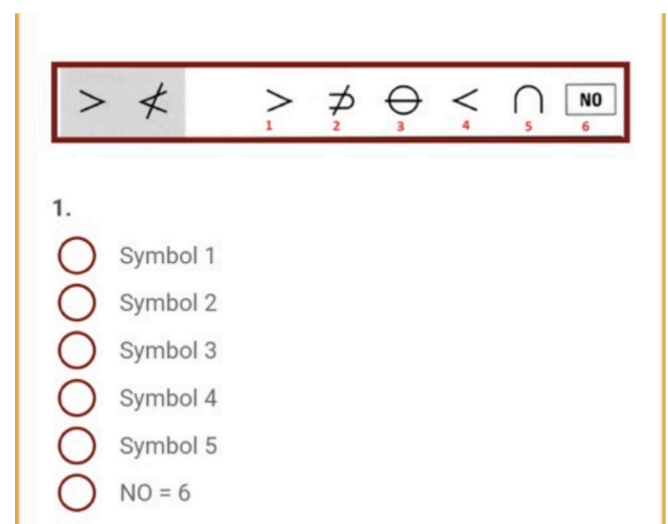 > ≮ > ⊅ ⊖ < ∩ NO
1 2 3 4 5 6
1.
Symbol 1
Symbol 2
Symbol 3
Symbol 4
Symbol 5
NO = 6